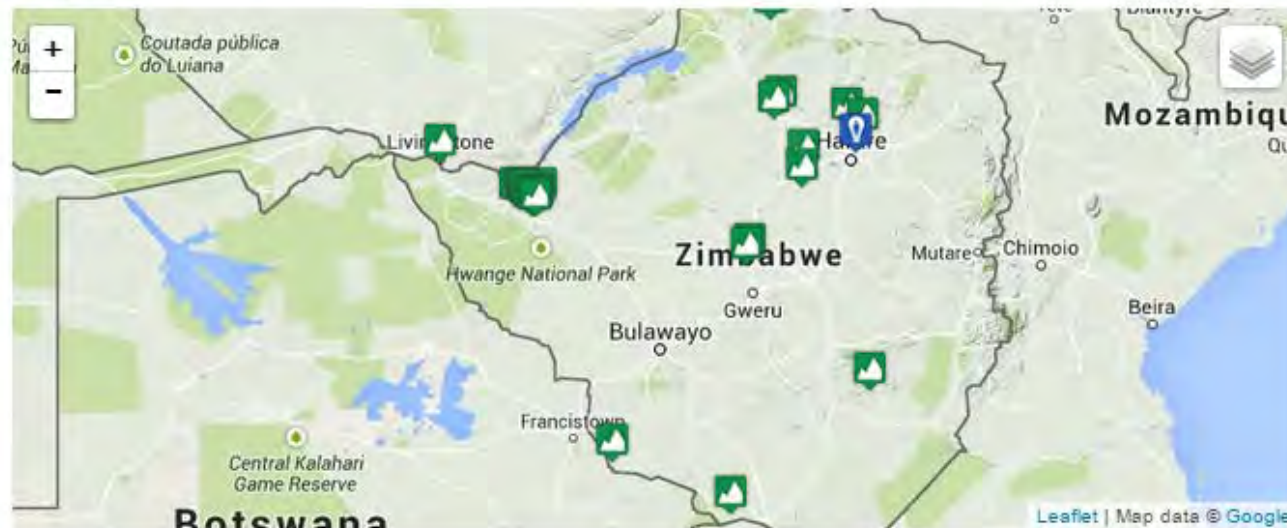 +
−
Coutada pública
do Luiana
Mozambiqu
Harare
Zimbabwe
Hwange National Park
Mutare
Chimoio
Gweru
Beira
Bulawayo
Francistown
Central Kalahari
Game Reserve
Botswana
Leaflet | Map data © Google